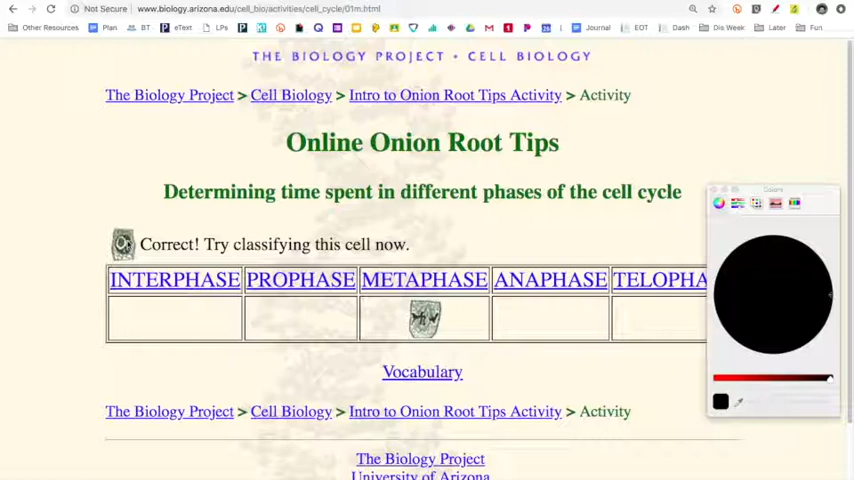 Not Secure www.biology.arizona.edu/cell_bio/activities/cell_cycle/01m.html
Other Resources Plan BT eText LPs Journal EOT Dash Dis Week Later Fun
THE BIOLOGY PROJECT • CELL BIOLOGY
The Biology Project > Cell Biology > Intro to Onion Root Tips Activity > Activity
Online Onion Root Tips
Determining time spent in different phases of the cell cycle
Colors
Correct! Try classifying this cell now.
INTERPHASE PROPHASE METAPHASE ANAPHASE TELOPHA
Vocabulary
The Biology Project > Cell Biology > Intro to Onion Root Tips Activity > Activity
The Biology Project
University of Arizona